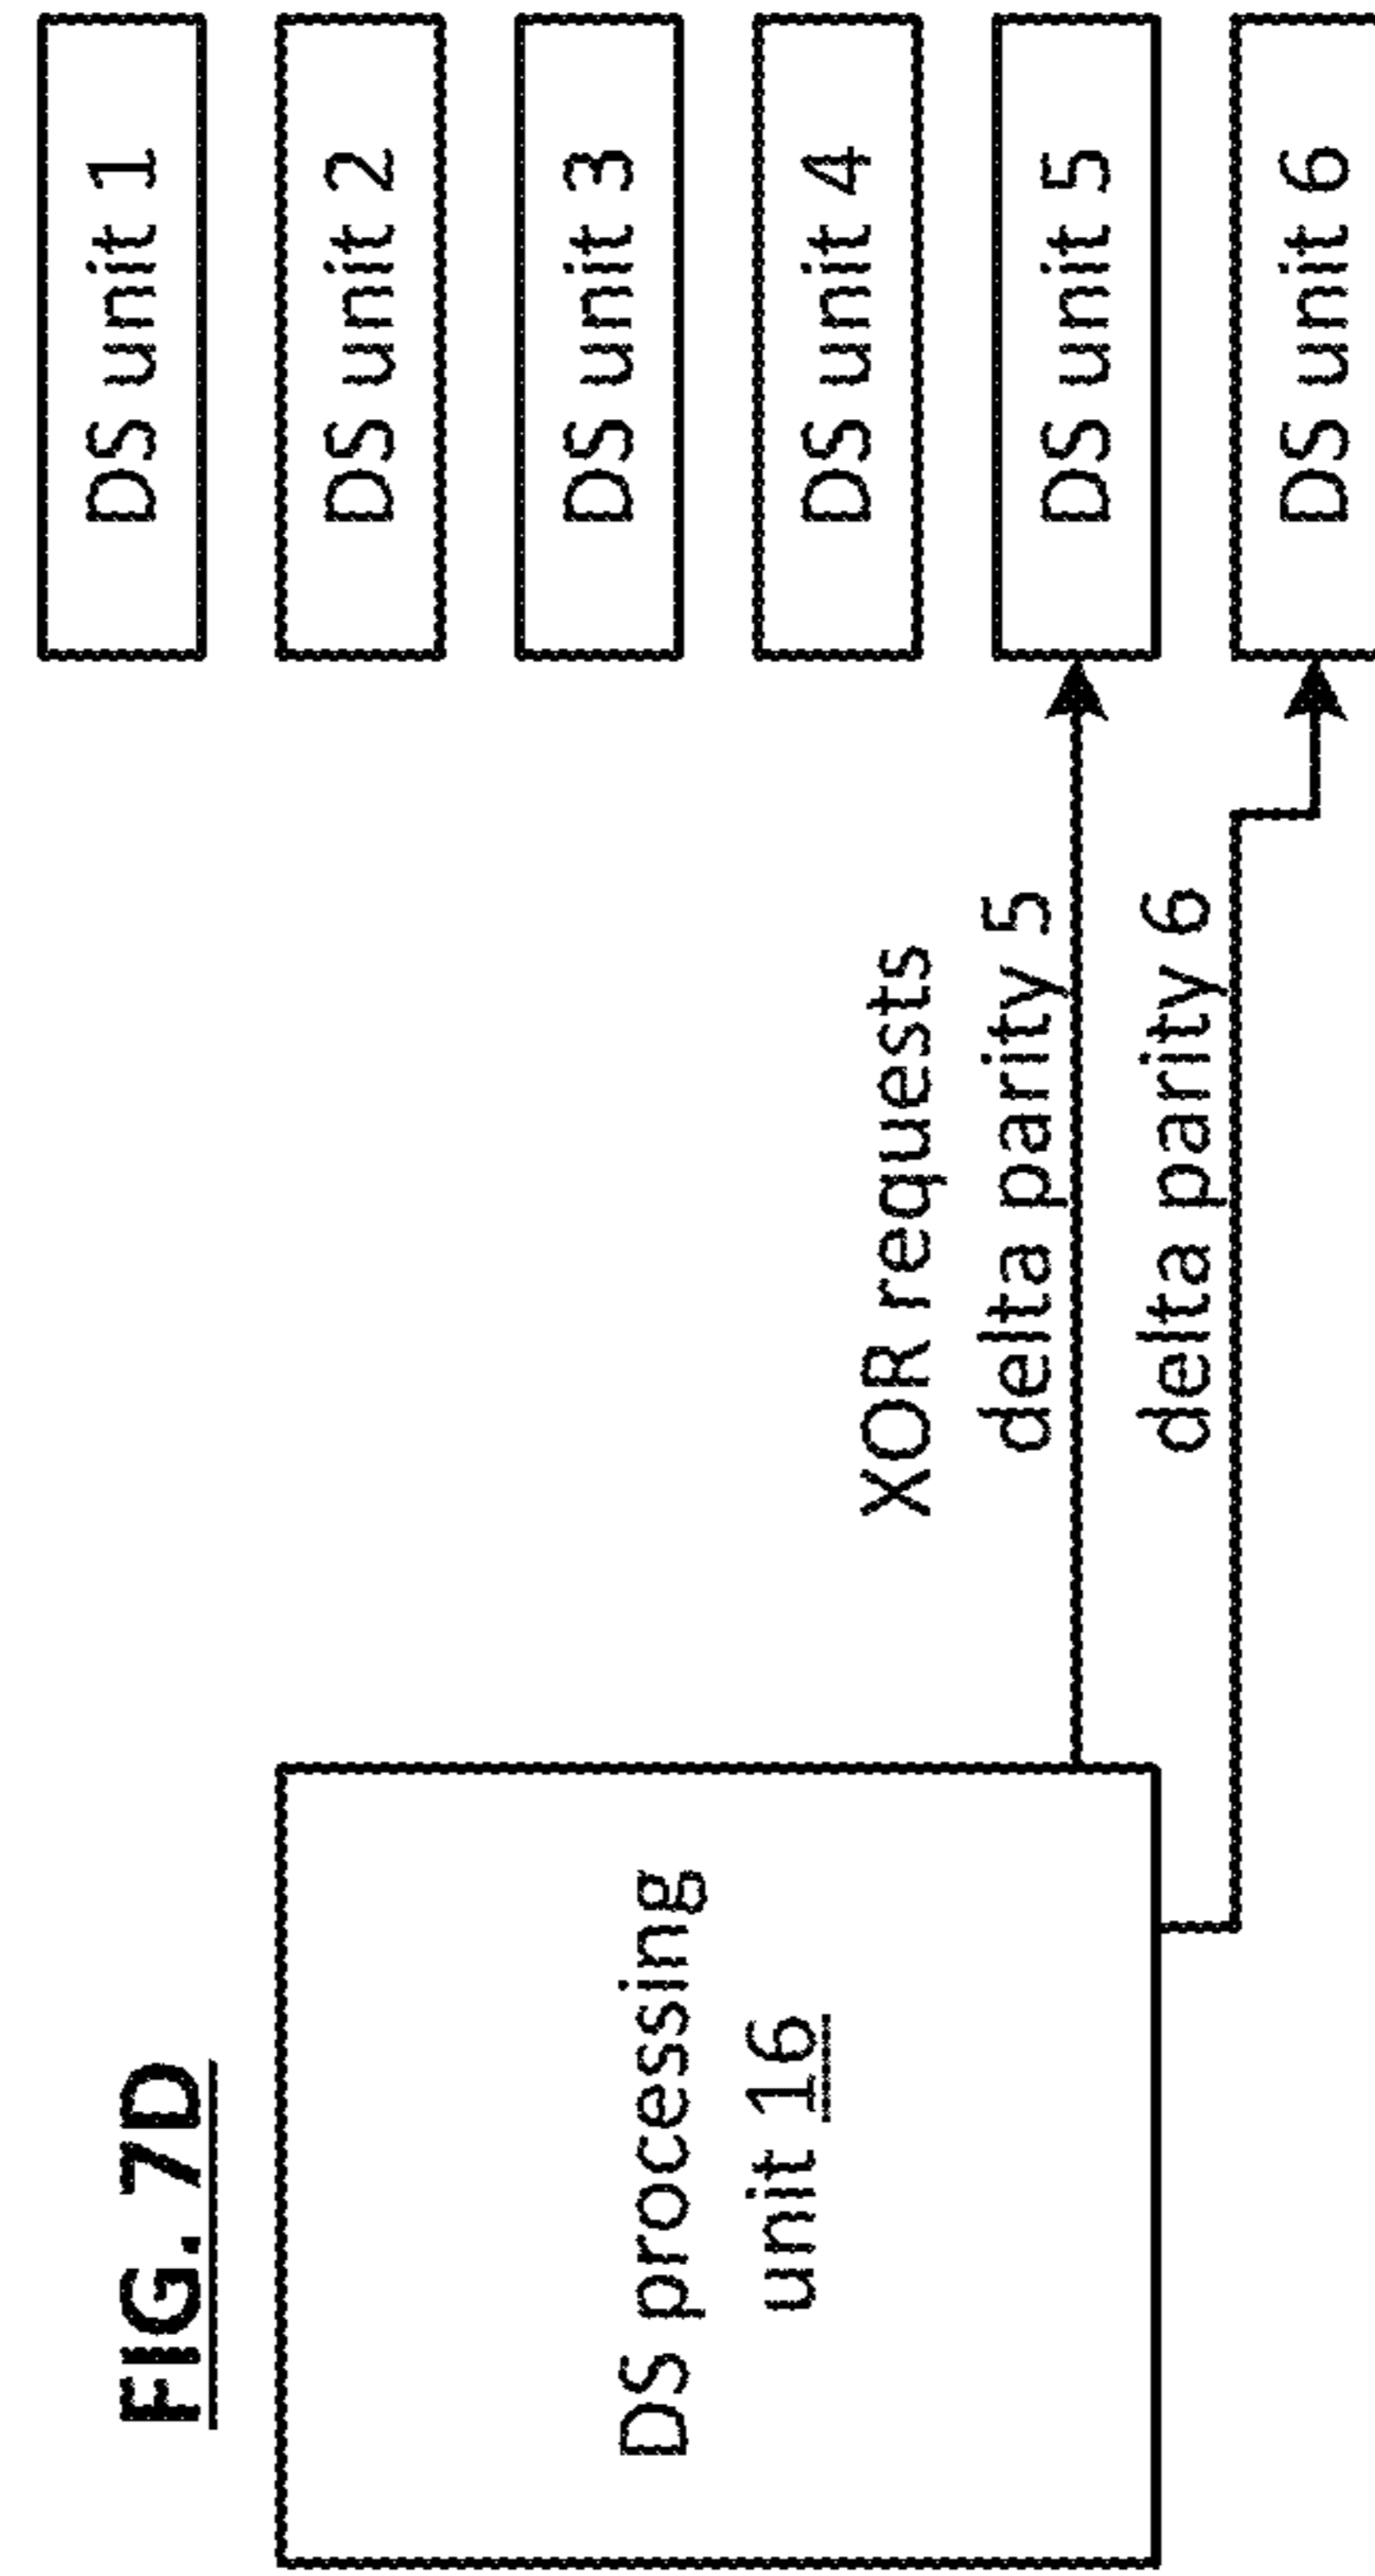 FIG. 7D
DS processing
unit 16
XOR requests
delta parity 5
delta parity 6
DS unit 1
DS unit 2
DS unit 3
DS unit 4
DS unit 5
DS unit 6